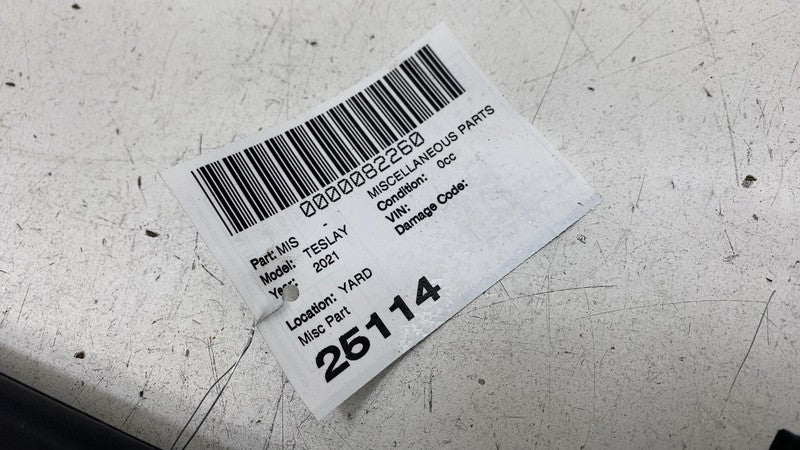 0000082260
Part: MIS - MISCELLANEOUS PARTS
Model: TESLAY Condition: 0cc
Year: 2021 VIN:
Damage Code:
Location: YARD
Misc Part
25114